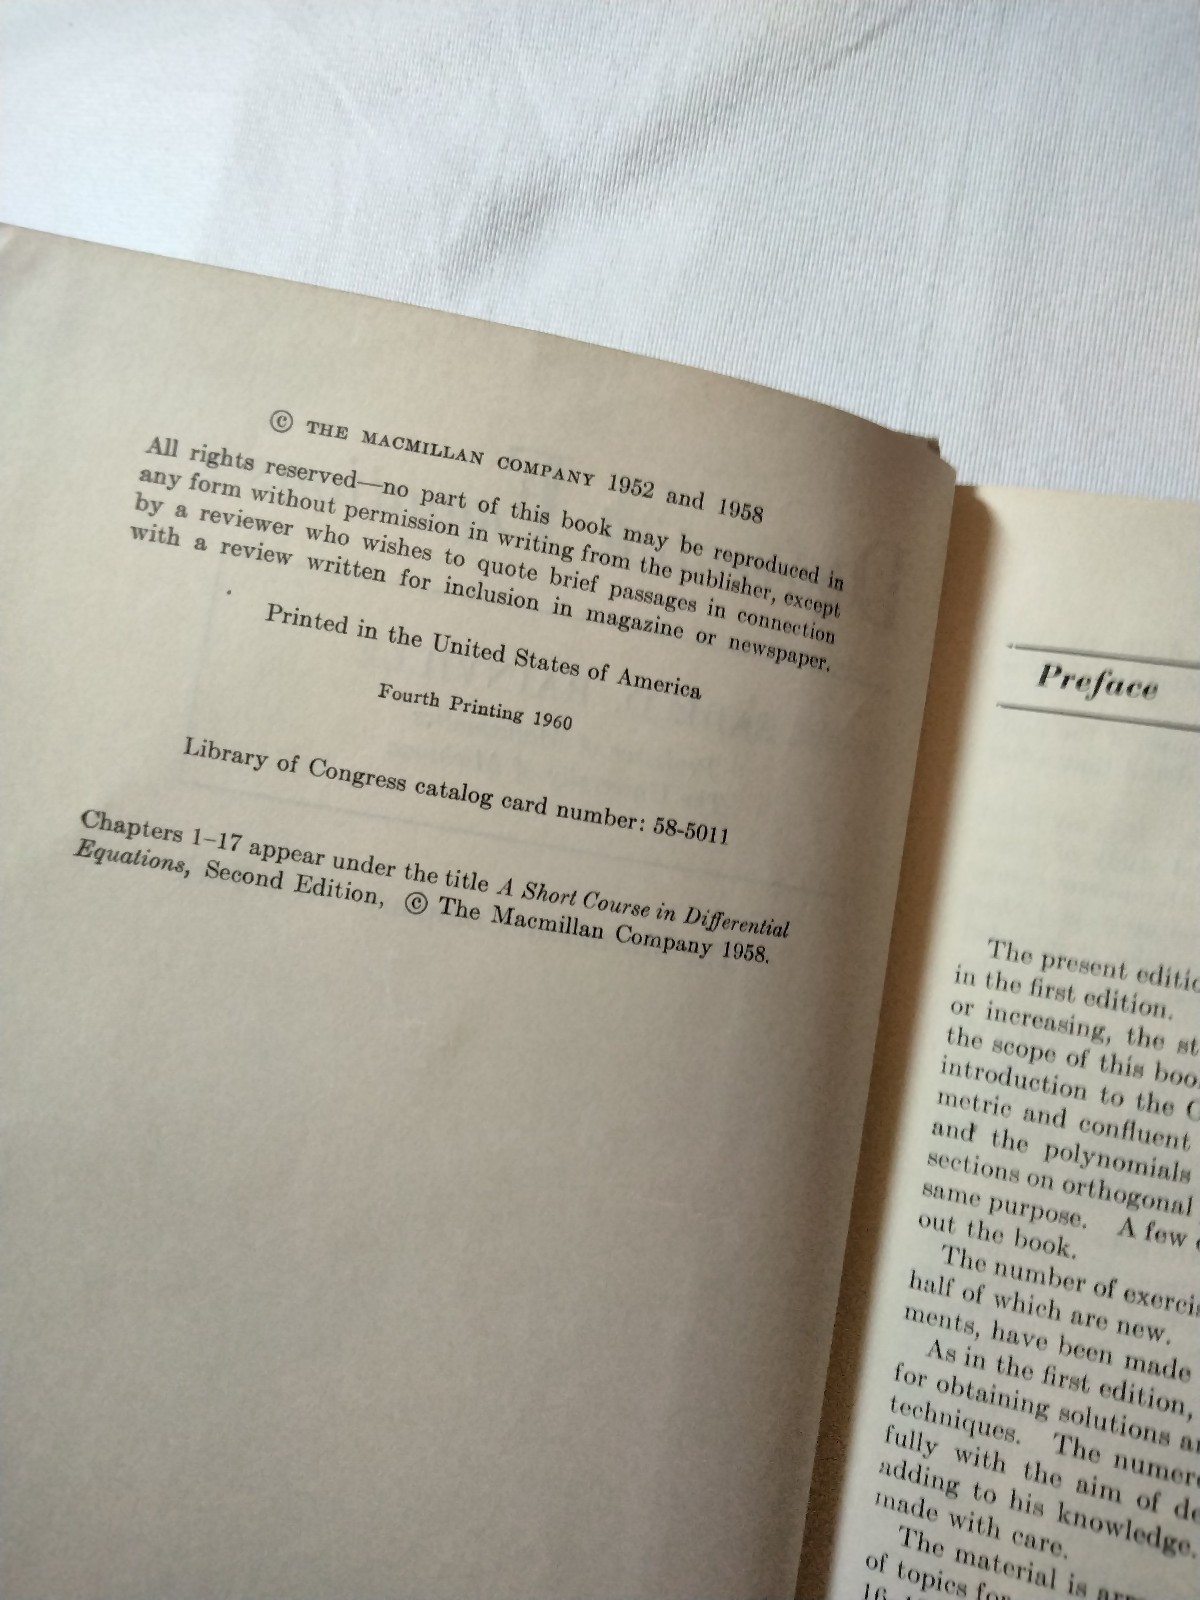 © THE MACMILLAN COMPANY 1952 and 1958
All rights reserved—no part of this book may be reproduced in
any form without permission in writing from the publisher, except
by a reviewer who wishes to quote brief passages in connection
with a review written for inclusion in magazine or newspaper.
Printed in the United States of America
Fourth Printing 1960
Library of Congress catalog card number: 58-5011
Chapters 1–17 appear under the title A Short Course in Differential
Equations, Second Edition, © The Macmillan Company 1958.
Preface
The present
in the first edition.
or increasing, the
the scope of this
introduction to the
metric and confluent
and the polynomials
sections on orthogonal
same purpose. A few
out the book.
The number of
half of which are new.
ments, have been made
As in the first edition,
for obtaining solutions
techniques. The
fully with the aim of
adding to his knowledge.
made with care.
The material is
of topics